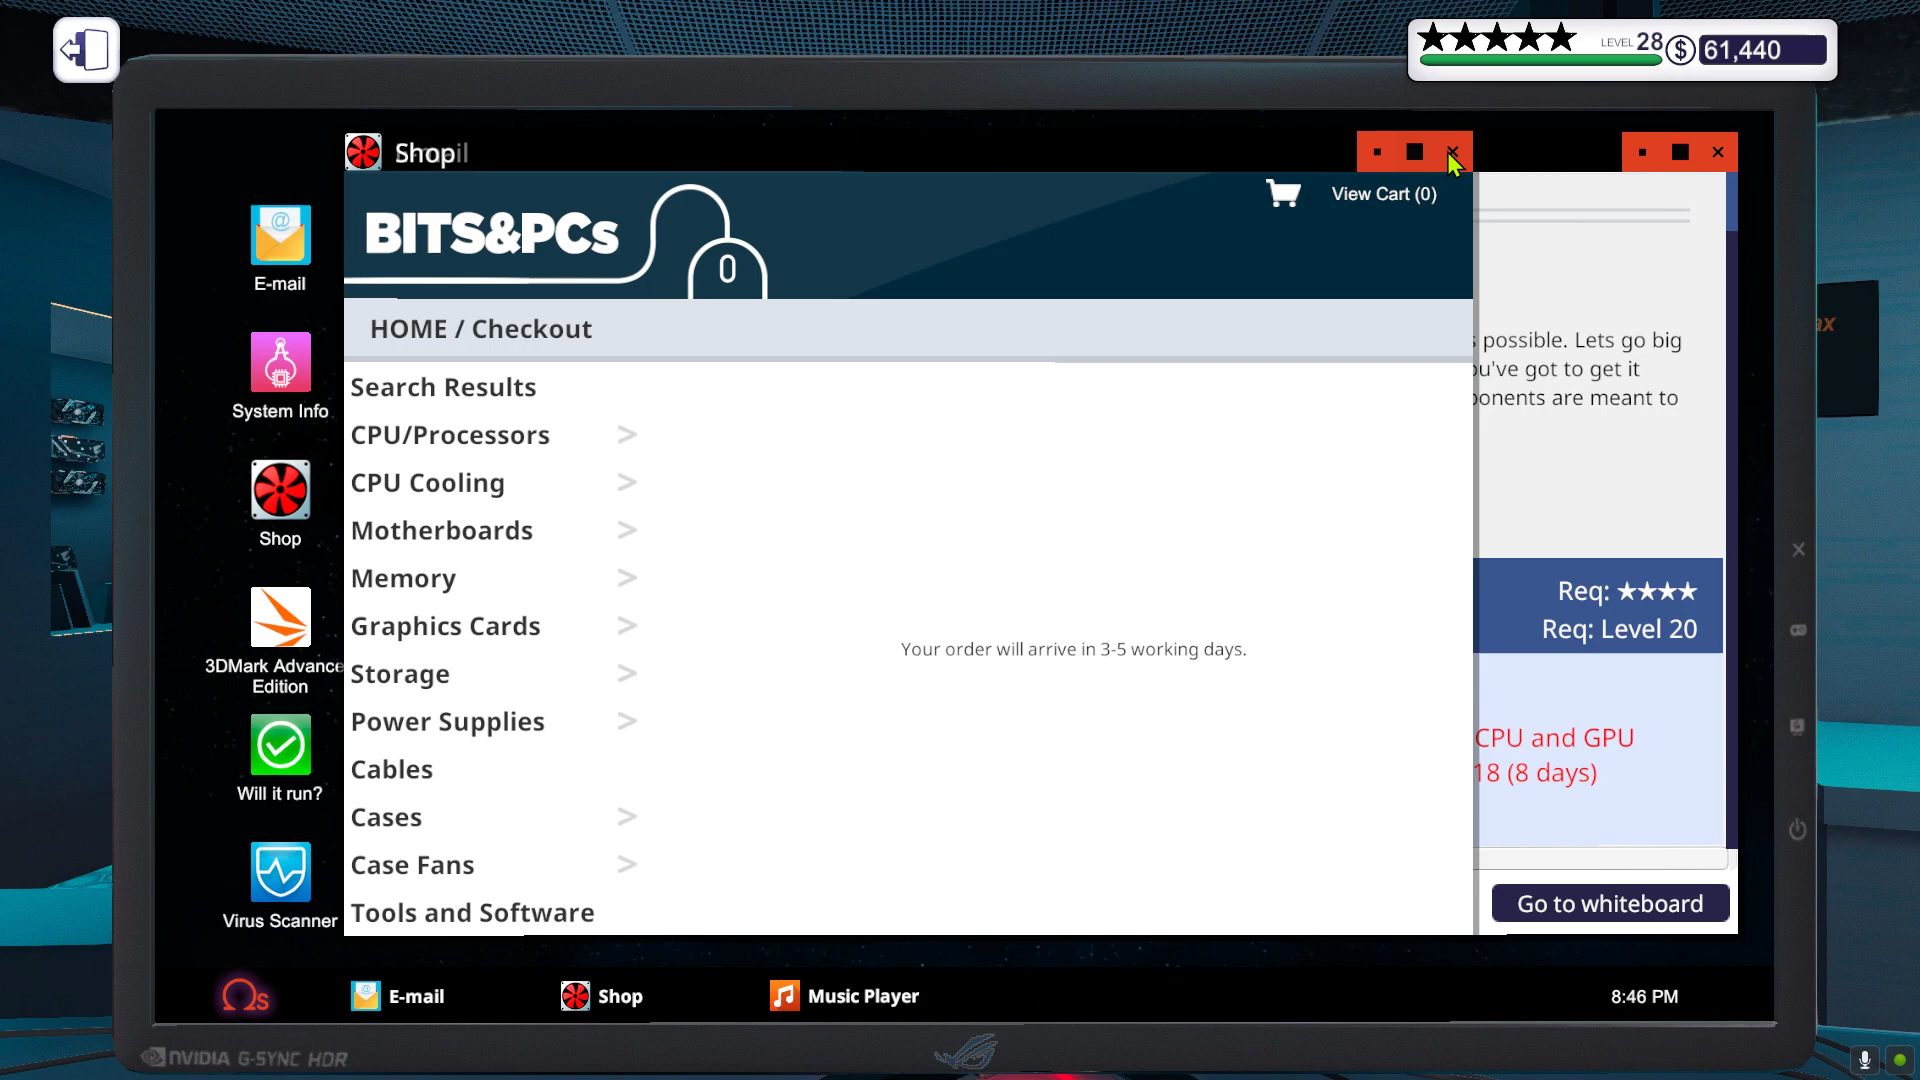 LEVEL 28
$ 61,440
Shop
BITS&PCs
View Cart (0)
HOME / Checkout
Search Results
CPU/Processors >
CPU Cooling >
Motherboards >
Memory >
Graphics Cards >
Storage >
Power Supplies >
Cables
Cases >
Case Fans >
Tools and Software
Your order will arrive in 3-5 working days.
E-mail
System Info
Shop
3DMark Advance
Edition
Will it run?
Virus Scanner
possible. Lets go big
've got to get it
are meant to
Req: ★★★★
Req: Level 20
CPU and GPU
18 (8 days)
Go to whiteboard
E-mail
Shop
Music Player
8:46 PM
NVIDIA G-SYNC HDR